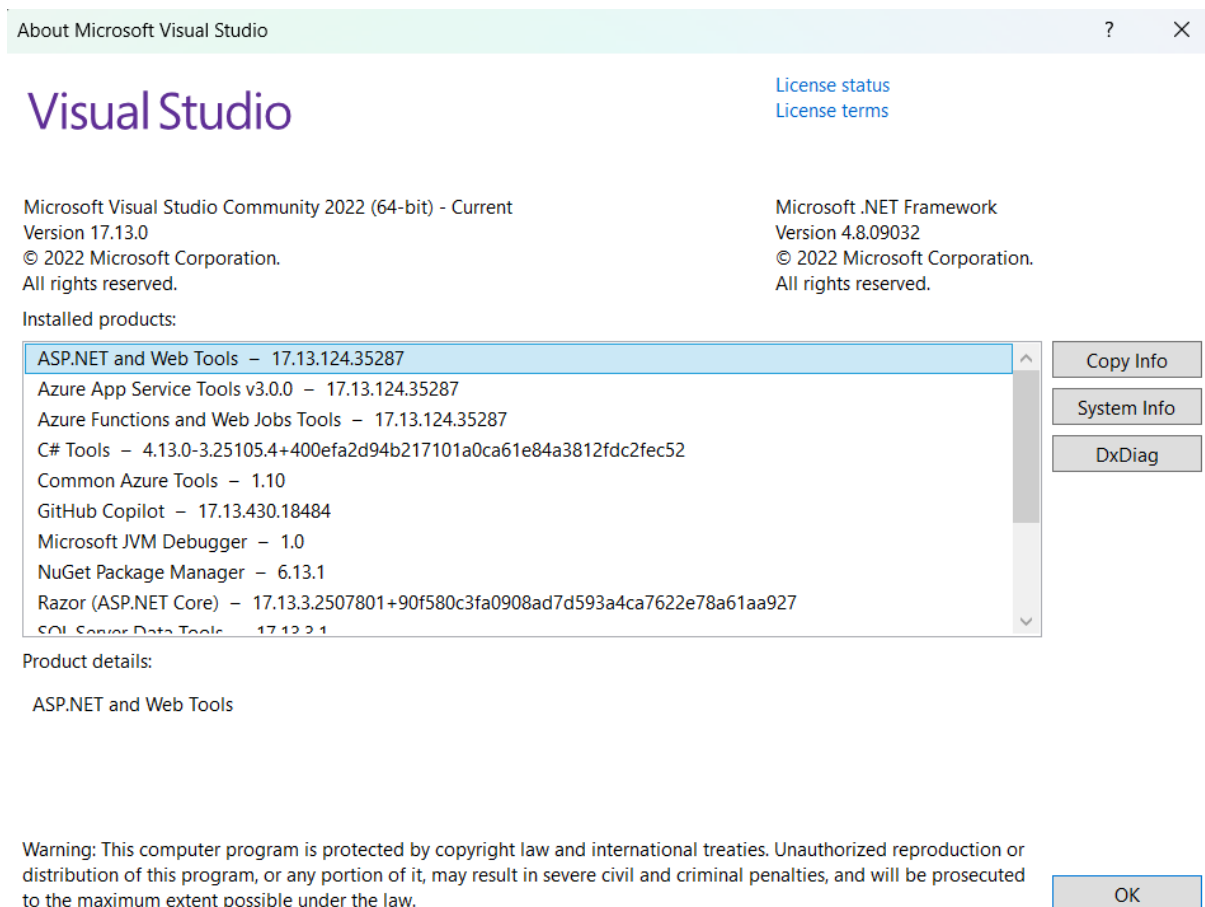 About Microsoft Visual Studio
?
Visual Studio
License status
License terms
Microsoft Visual Studio Community 2022 (64-bit) - Current
Version 17.13.0
© 2022 Microsoft Corporation.
All rights reserved.
Microsoft .NET Framework
Version 4.8.09032
© 2022 Microsoft Corporation.
All rights reserved.
Installed products:
ASP.NET and Web Tools – 17.13.124.35287
Azure App Service Tools v3.0.0 – 17.13.124.35287
Azure Functions and Web Jobs Tools – 17.13.124.35287
C# Tools – 4.13.0-3.25105.4+400efa2d94b217101a0ca61e84a3812fdc2fec52
Common Azure Tools – 1.10
GitHub Copilot – 17.13.430.18484
Microsoft JVM Debugger – 1.0
NuGet Package Manager – 6.13.1
Razor (ASP.NET Core) – 17.13.3.2507801+90f580c3fa0908ad7d593a4ca7622e78a61aa927
SQL Server Data Tools – 17.13.3.1
Copy Info
System Info
DxDiag
Product details:
ASP.NET and Web Tools
Warning: This computer program is protected by copyright law and international treaties. Unauthorized reproduction or
distribution of this program, or any portion of it, may result in severe civil and criminal penalties, and will be prosecuted
to the maximum extent possible under the law.
OK